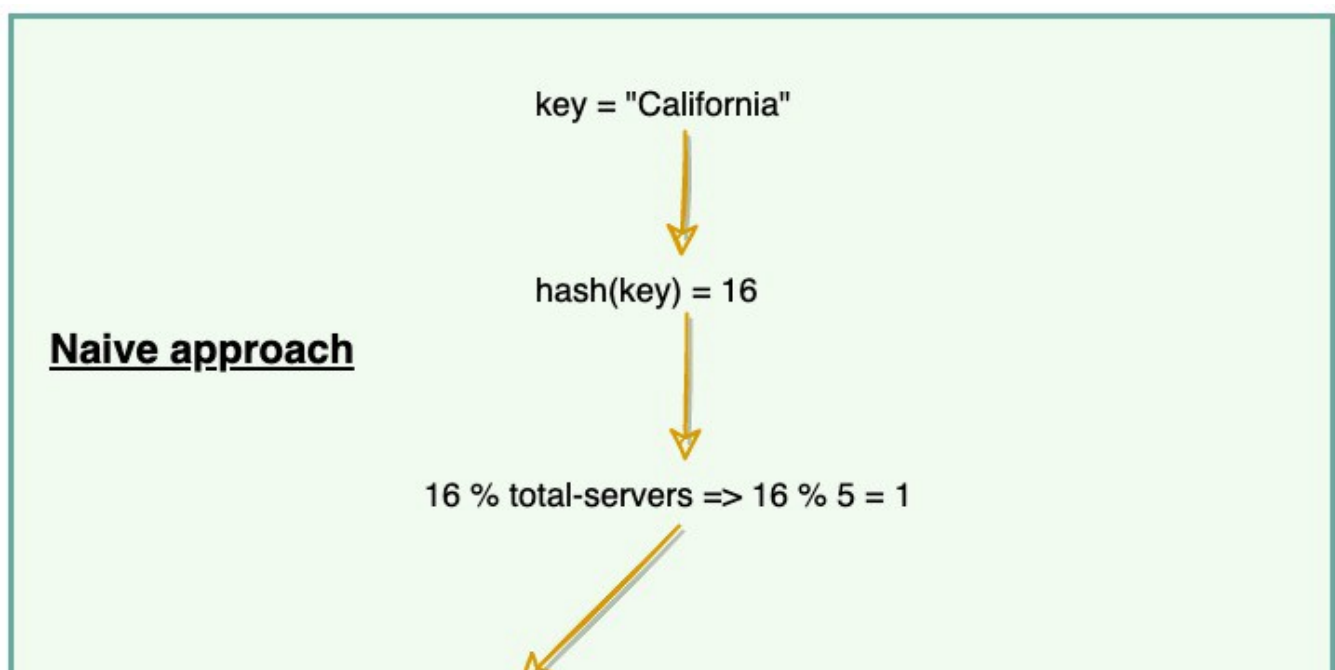 key = "California"
hash(key) = 16
Naive approach
16 % total-servers => 16 % 5 = 1